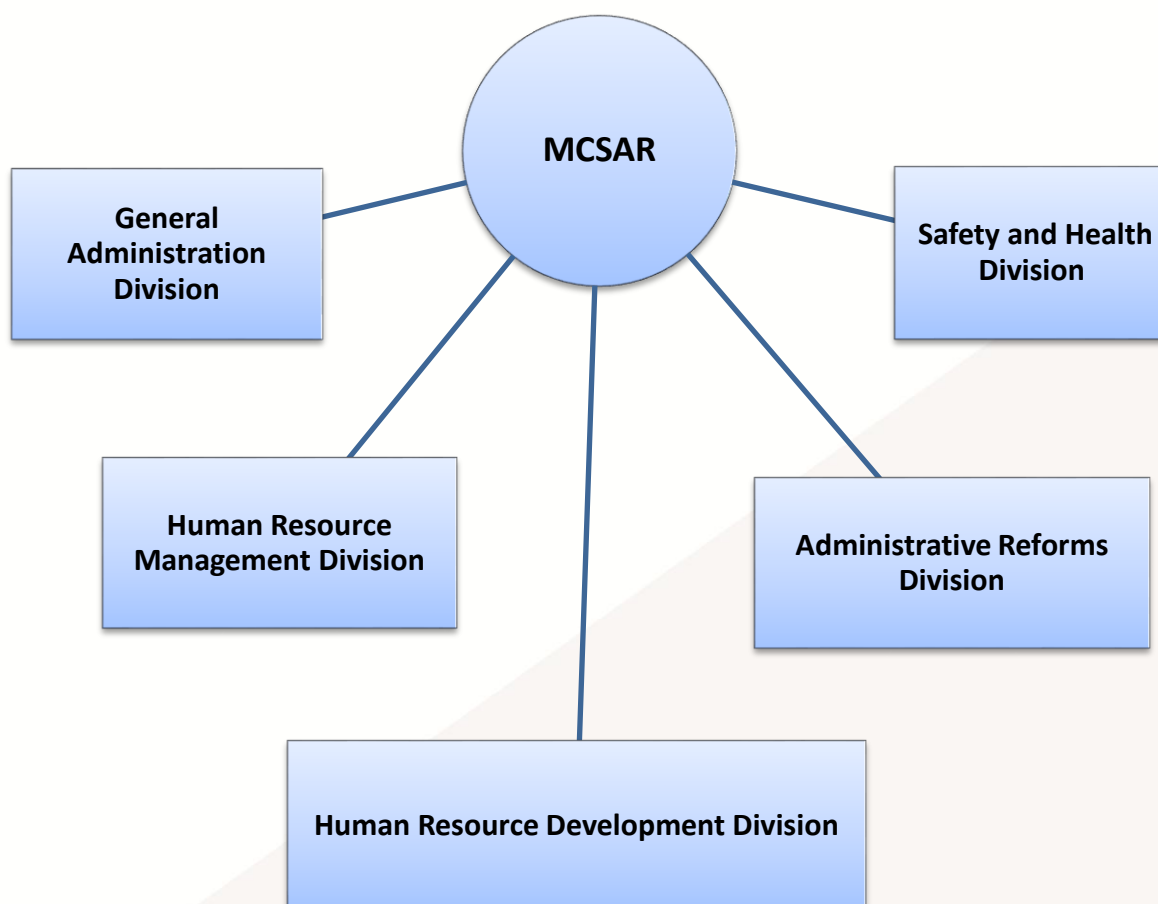 MCSAR
General
Administration
Division
Safety and Health
Division
Human Resource
Management Division
Administrative Reforms
Division
Human Resource Development Division